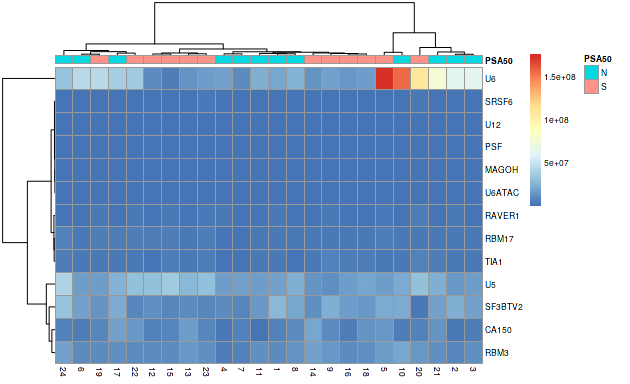 PSA50
PSA50
N
S
1.5e+08
1e+08
5e+07
U6
SRSF6
U12
PSF
MAGOH
U6ATAC
RAVER1
RBM17
TIA1
U5
SF3BTV2
CA150
RBM3
24 6 19 17 22 12 15 13 23 4 7 11 1 8 14 9 16 18 5 10 20 21 2 3